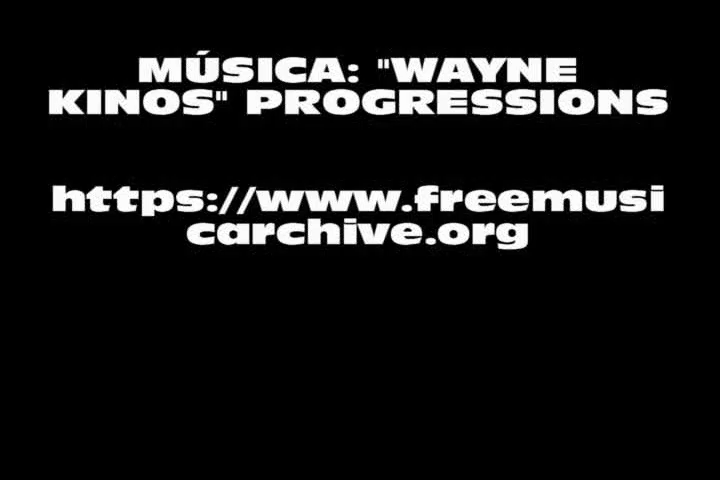 MÚSICA: "WAYNE
KINOS" PROGRESSIONS
https://www.freemusi
carchive.org